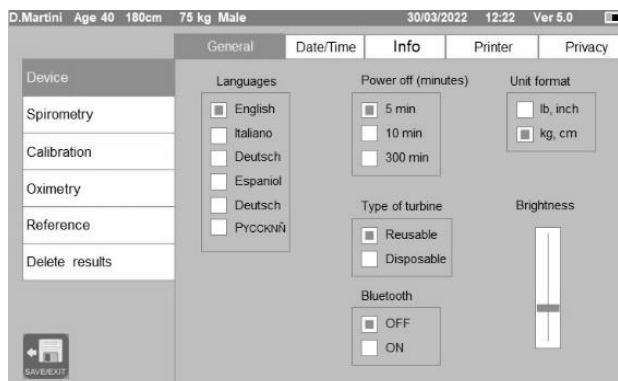 D.Martini Age 40 180cm 75 kg Male 30/03/2022 12:22 Ver 5.0
General Date/Time Info Printer Privacy
Device
Spirometry
Calibration
Oximetry
Reference
Delete results
Languages
English
Italiano
Deutsch
Espaniol
Deutsch
PYCCKNÑ
Power off (minutes)
5 min
10 min
300 min
Type of turbine
Reusable
Disposable
Bluetooth
OFF
ON
Unit format
lb, inch
kg, cm
Brightness
SAVE/EXIT